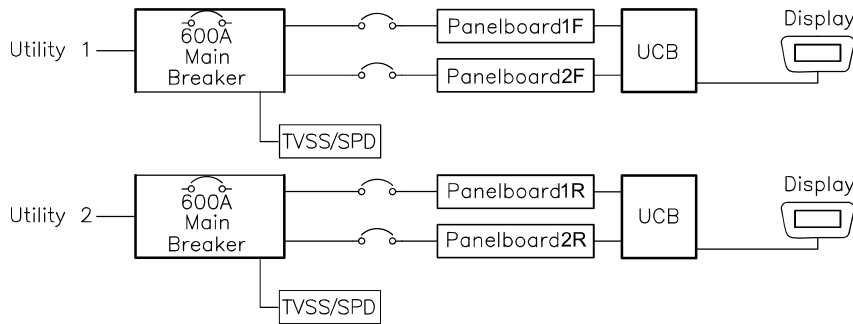 Utility 1
600A
Main
Breaker
TVSS/SPD
Panelboard1F
Panelboard2F
UCB
Display
Utility 2
600A
Main
Breaker
TVSS/SPD
Panelboard1R
Panelboard2R
UCB
Display